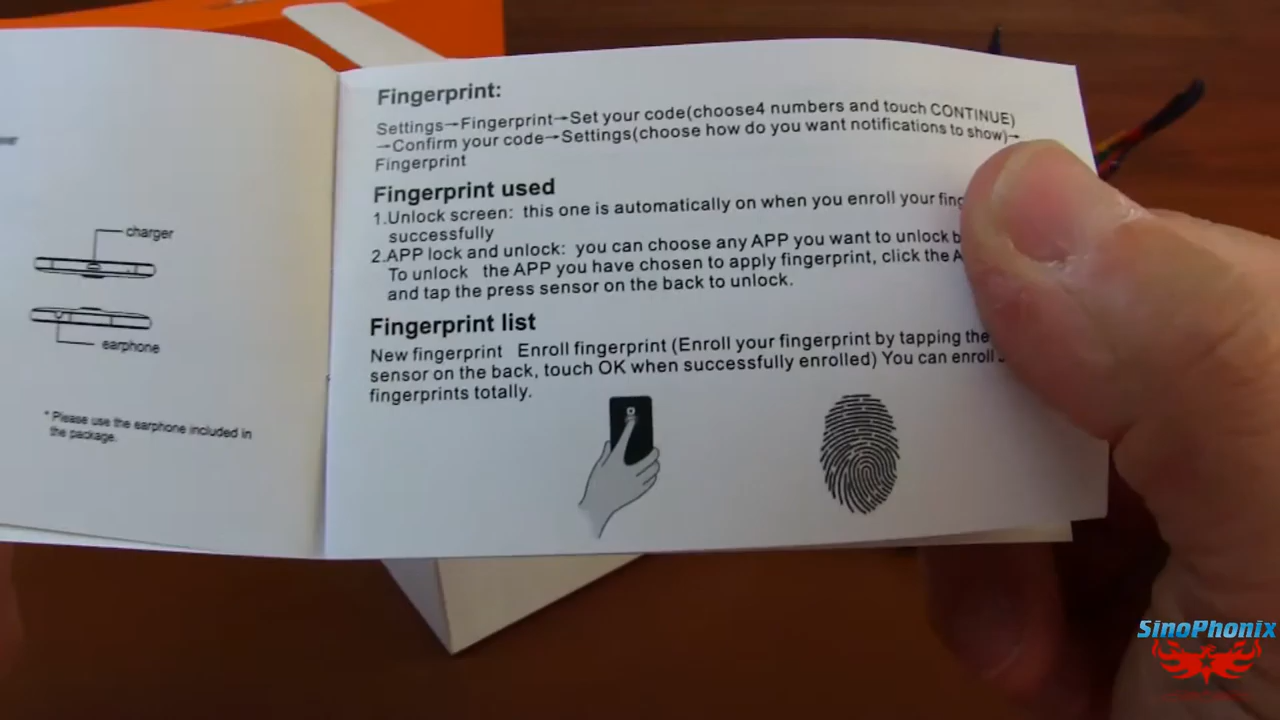 charger
earphone
* Please use the earphone included in
the package.
Fingerprint:
Settings→Fingerprint→Set your code(choose4 numbers and touch CONTINUE)
→Confirm your code→Settings(choose how do you want notifications to show)→
Fingerprint
Fingerprint used
1.Unlock screen: this one is automatically on when you enroll your
successfully
2.APP lock and unlock: you can choose any APP you want to unlock
To unlock the APP you have chosen to apply fingerprint, click the
and tap the press sensor on the back to unlock.
Fingerprint list
New fingerprint Enroll fingerprint (Enroll your fingerprint by tapping the
sensor on the back, touch OK when successfully enrolled) You can enroll
fingerprints totally.
SinoPhonix